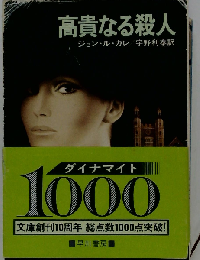 高貴なる殺人
ジョン・ル・カレ 宇野利泰訳
ダイナマイト
1000
文庫創刊10周年 総点数1000点突破!
■早川書房■